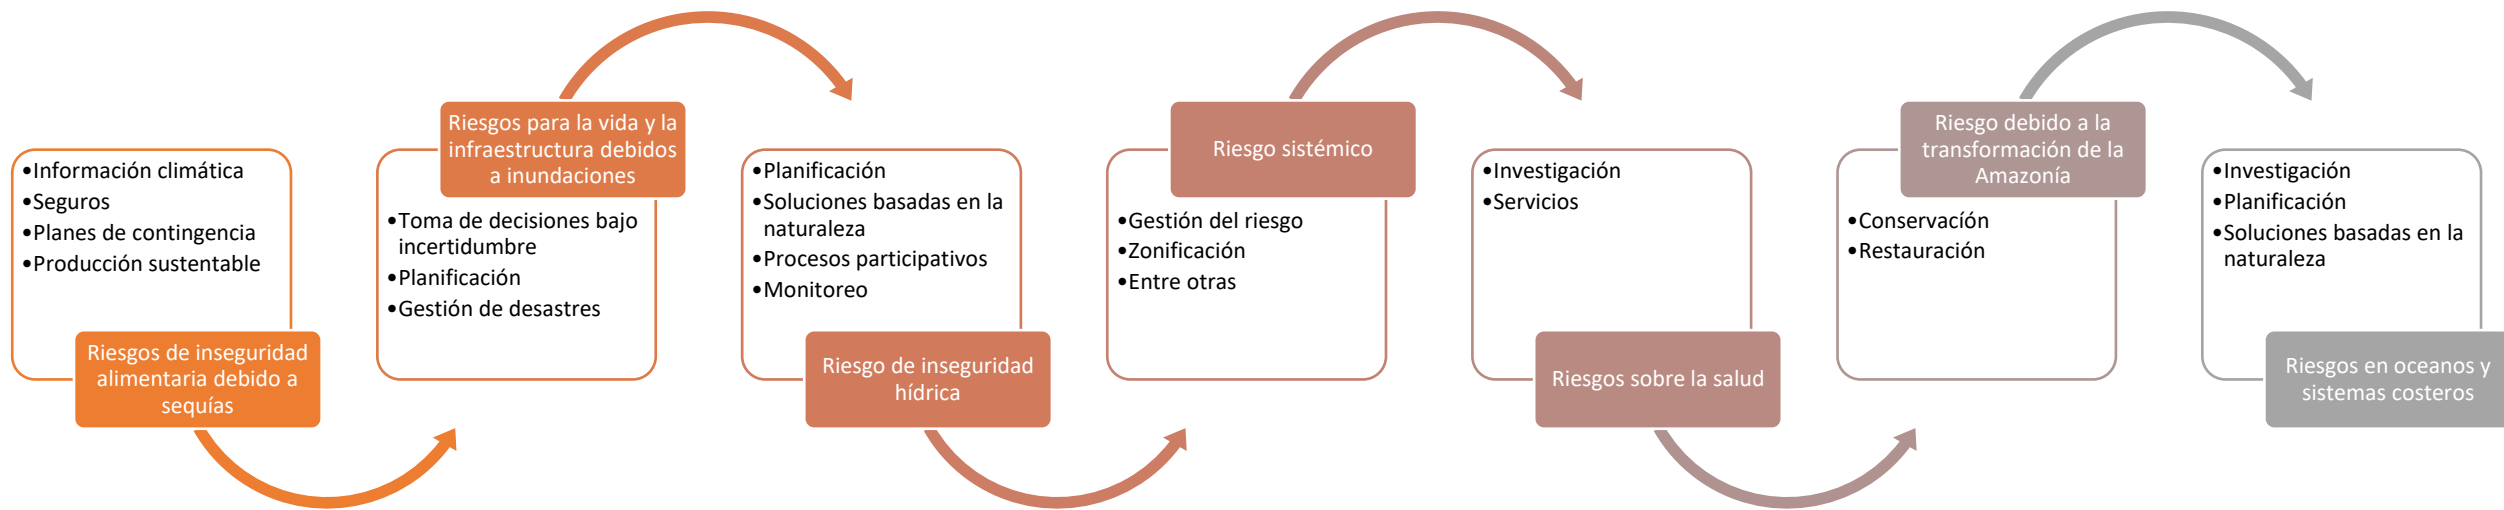 •Información climática
•Seguros
•Planes de contingencia
•Producción sustentable
Riesgos de inseguridad
alimentaria debido a
sequías
Riesgos para la vida y la
infraestructura debidos
a inundaciones
•Toma de decisiones bajo
incertidumbre
•Planificación
•Gestión de desastres
•Planificación
•Soluciones basadas en la
naturaleza
•Procesos participativos
•Monitoreo
Riesgo de inseguridad
hídrica
Riesgo sistémico
•Gestión del riesgo
•Zonificación
•Entre otras
•Investigación
•Servicios
Riesgos sobre la salud
Riesgo debido a la
transformación de la
Amazonía
•Conservacíón
•Restauración
•Investigación
•Planificación
•Soluciones basadas en la
naturaleza
Riesgos en oceanos y
sistemas costeros